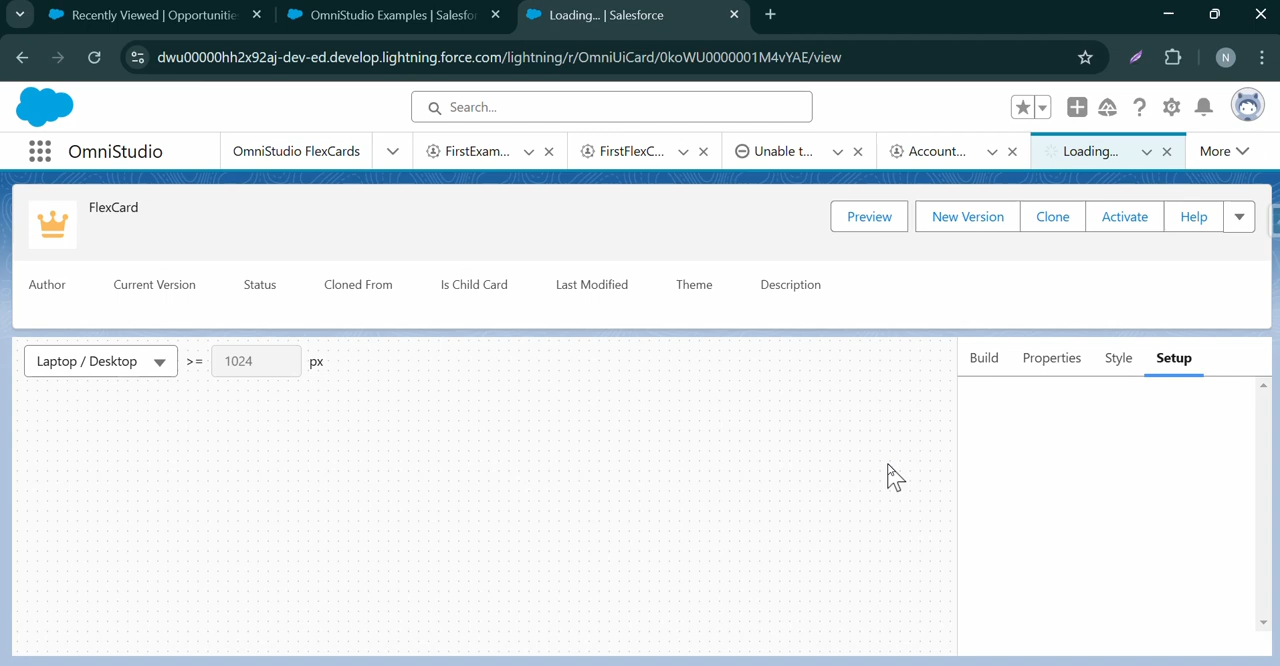 Recently Viewed | Opportunitie
OmniStudio Examples | Salesfo
Loading... | Salesforce
dwu00000hh2x92aj-dev-ed.develop.lightning.force.com/lightning/r/OmniUiCard/0koWU0000001M4vYAE/view
N
Search...
OmniStudio
OmniStudio FlexCards
FirstExam...
FirstFlexC...
Unable t...
Account...
Loading...
More
FlexCard
Preview
New Version
Clone
Activate
Help
Author
Current Version
Status
Cloned From
Is Child Card
Last Modified
Theme
Description
Laptop / Desktop
>=
1024
px
Build
Properties
Style
Setup